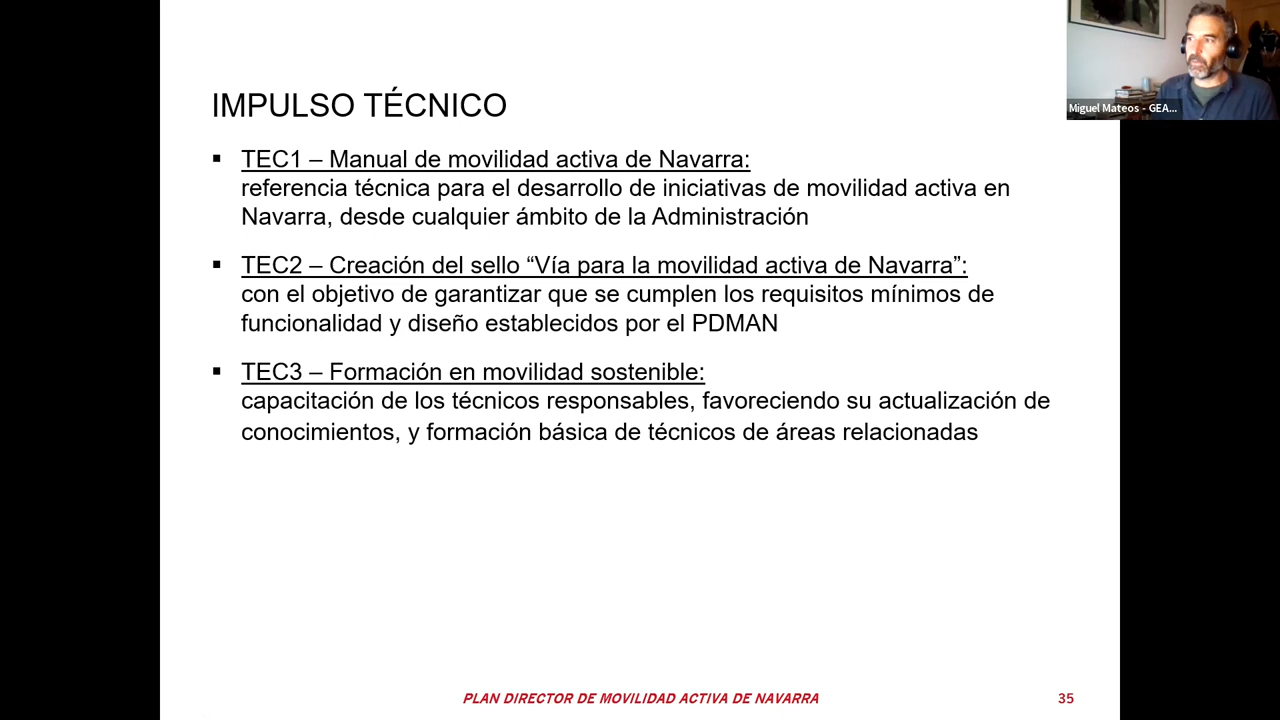 Miguel Mateos - GEA...
IMPULSO TÉCNICO
▪ TEC1 – Manual de movilidad activa de Navarra:
referencia técnica para el desarrollo de iniciativas de movilidad activa en
Navarra, desde cualquier ámbito de la Administración
▪ TEC2 – Creación del sello “Vía para la movilidad activa de Navarra”:
con el objetivo de garantizar que se cumplen los requisitos mínimos de
funcionalidad y diseño establecidos por el PDMAN
▪ TEC3 – Formación en movilidad sostenible:
capacitación de los técnicos responsables, favoreciendo su actualización de
conocimientos, y formación básica de técnicos de áreas relacionadas
PLAN DIRECTOR DE MOVILIDAD ACTIVA DE NAVARRA
35